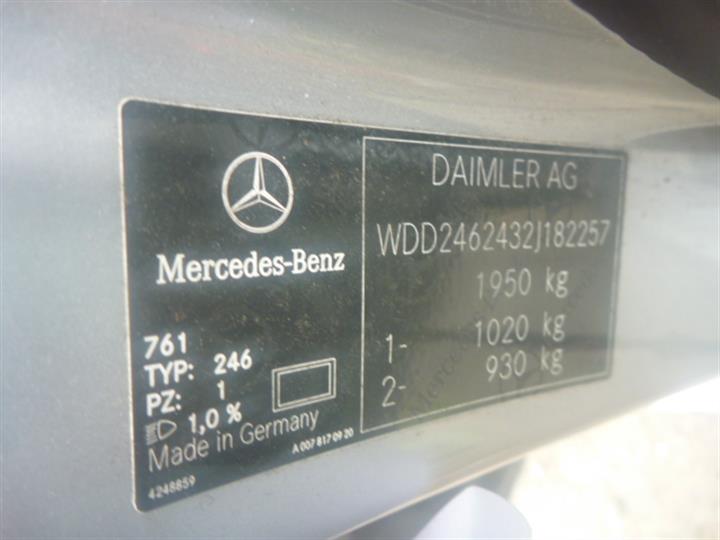 Mercedes-Benz
761
TYP: 246
PZ: 1
1,0 %
Made in Germany
A 007 817 09 20
4248859
DAIMLER AG
WDD2462432J182257
1950 kg
1- 1020 kg
2- 930 kg